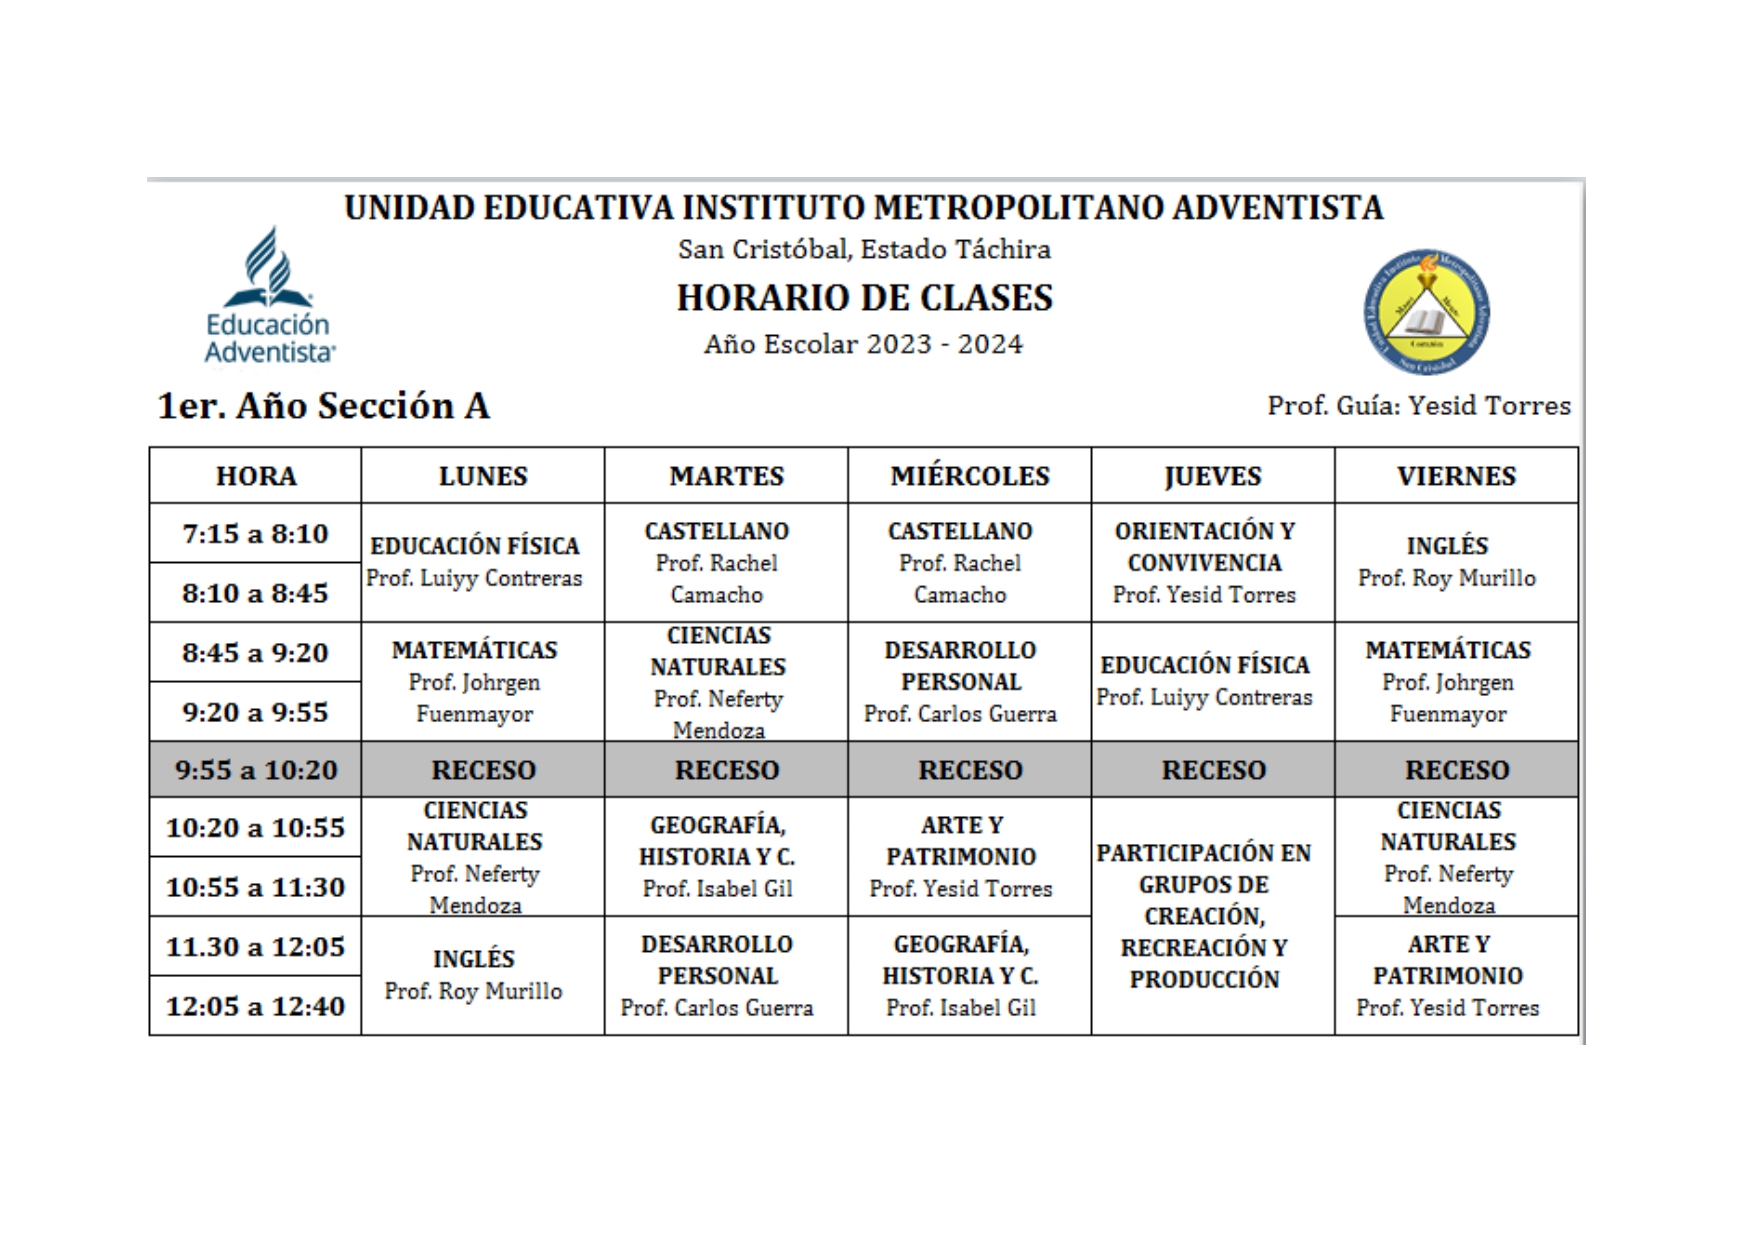 UNIDAD EDUCATIVA INSTITUTO METROPOLITANO ADVENTISTA
San Cristóbal, Estado Táchira
HORARIO DE CLASES
Año Escolar 2023 - 2024
Educación
Adventista
Unidad Educativa Instituto Metropolitano Adventista
San Cristóbal
1er. Año Sección A
Prof. Guía: Yesid Torres
HORA LUNES MARTES MIÉRCOLES JUEVES VIERNES
7:15 a 8:10
8:10 a 8:45
EDUCACIÓN FÍSICA
Prof. Luiyy Contreras
CASTELLANO
Prof. Rachel
Camacho
CASTELLANO
Prof. Rachel
Camacho
ORIENTACIÓN Y
CONVIVENCIA
Prof. Yesid Torres
INGLÉS
Prof. Roy Murillo
8:45 a 9:20
9:20 a 9:55
MATEMÁTICAS
Prof. Johrgen
Fuenmayor
CIENCIAS
NATURALES
Prof. Neferty
Mendoza
DESARROLLO
PERSONAL
Prof. Carlos Guerra
EDUCACIÓN FÍSICA
Prof. Luiyy Contreras
MATEMÁTICAS
Prof. Johrgen
Fuenmayor
9:55 a 10:20 RECESO RECESO RECESO RECESO RECESO
10:20 a 10:55
10:55 a 11:30
CIENCIAS
NATURALES
Prof. Neferty
Mendoza
GEOGRAFÍA,
HISTORIA Y C.
Prof. Isabel Gil
ARTE Y
PATRIMONIO
Prof. Yesid Torres
PARTICIPACIÓN EN
GRUPOS DE
CREACIÓN,
RECREACIÓN Y
PRODUCCIÓN
CIENCIAS
NATURALES
Prof. Neferty
Mendoza
11.30 a 12:05
12:05 a 12:40
INGLÉS
Prof. Roy Murillo
DESARROLLO
PERSONAL
Prof. Carlos Guerra
GEOGRAFÍA,
HISTORIA Y C.
Prof. Isabel Gil
ARTE Y
PATRIMONIO
Prof. Yesid Torres